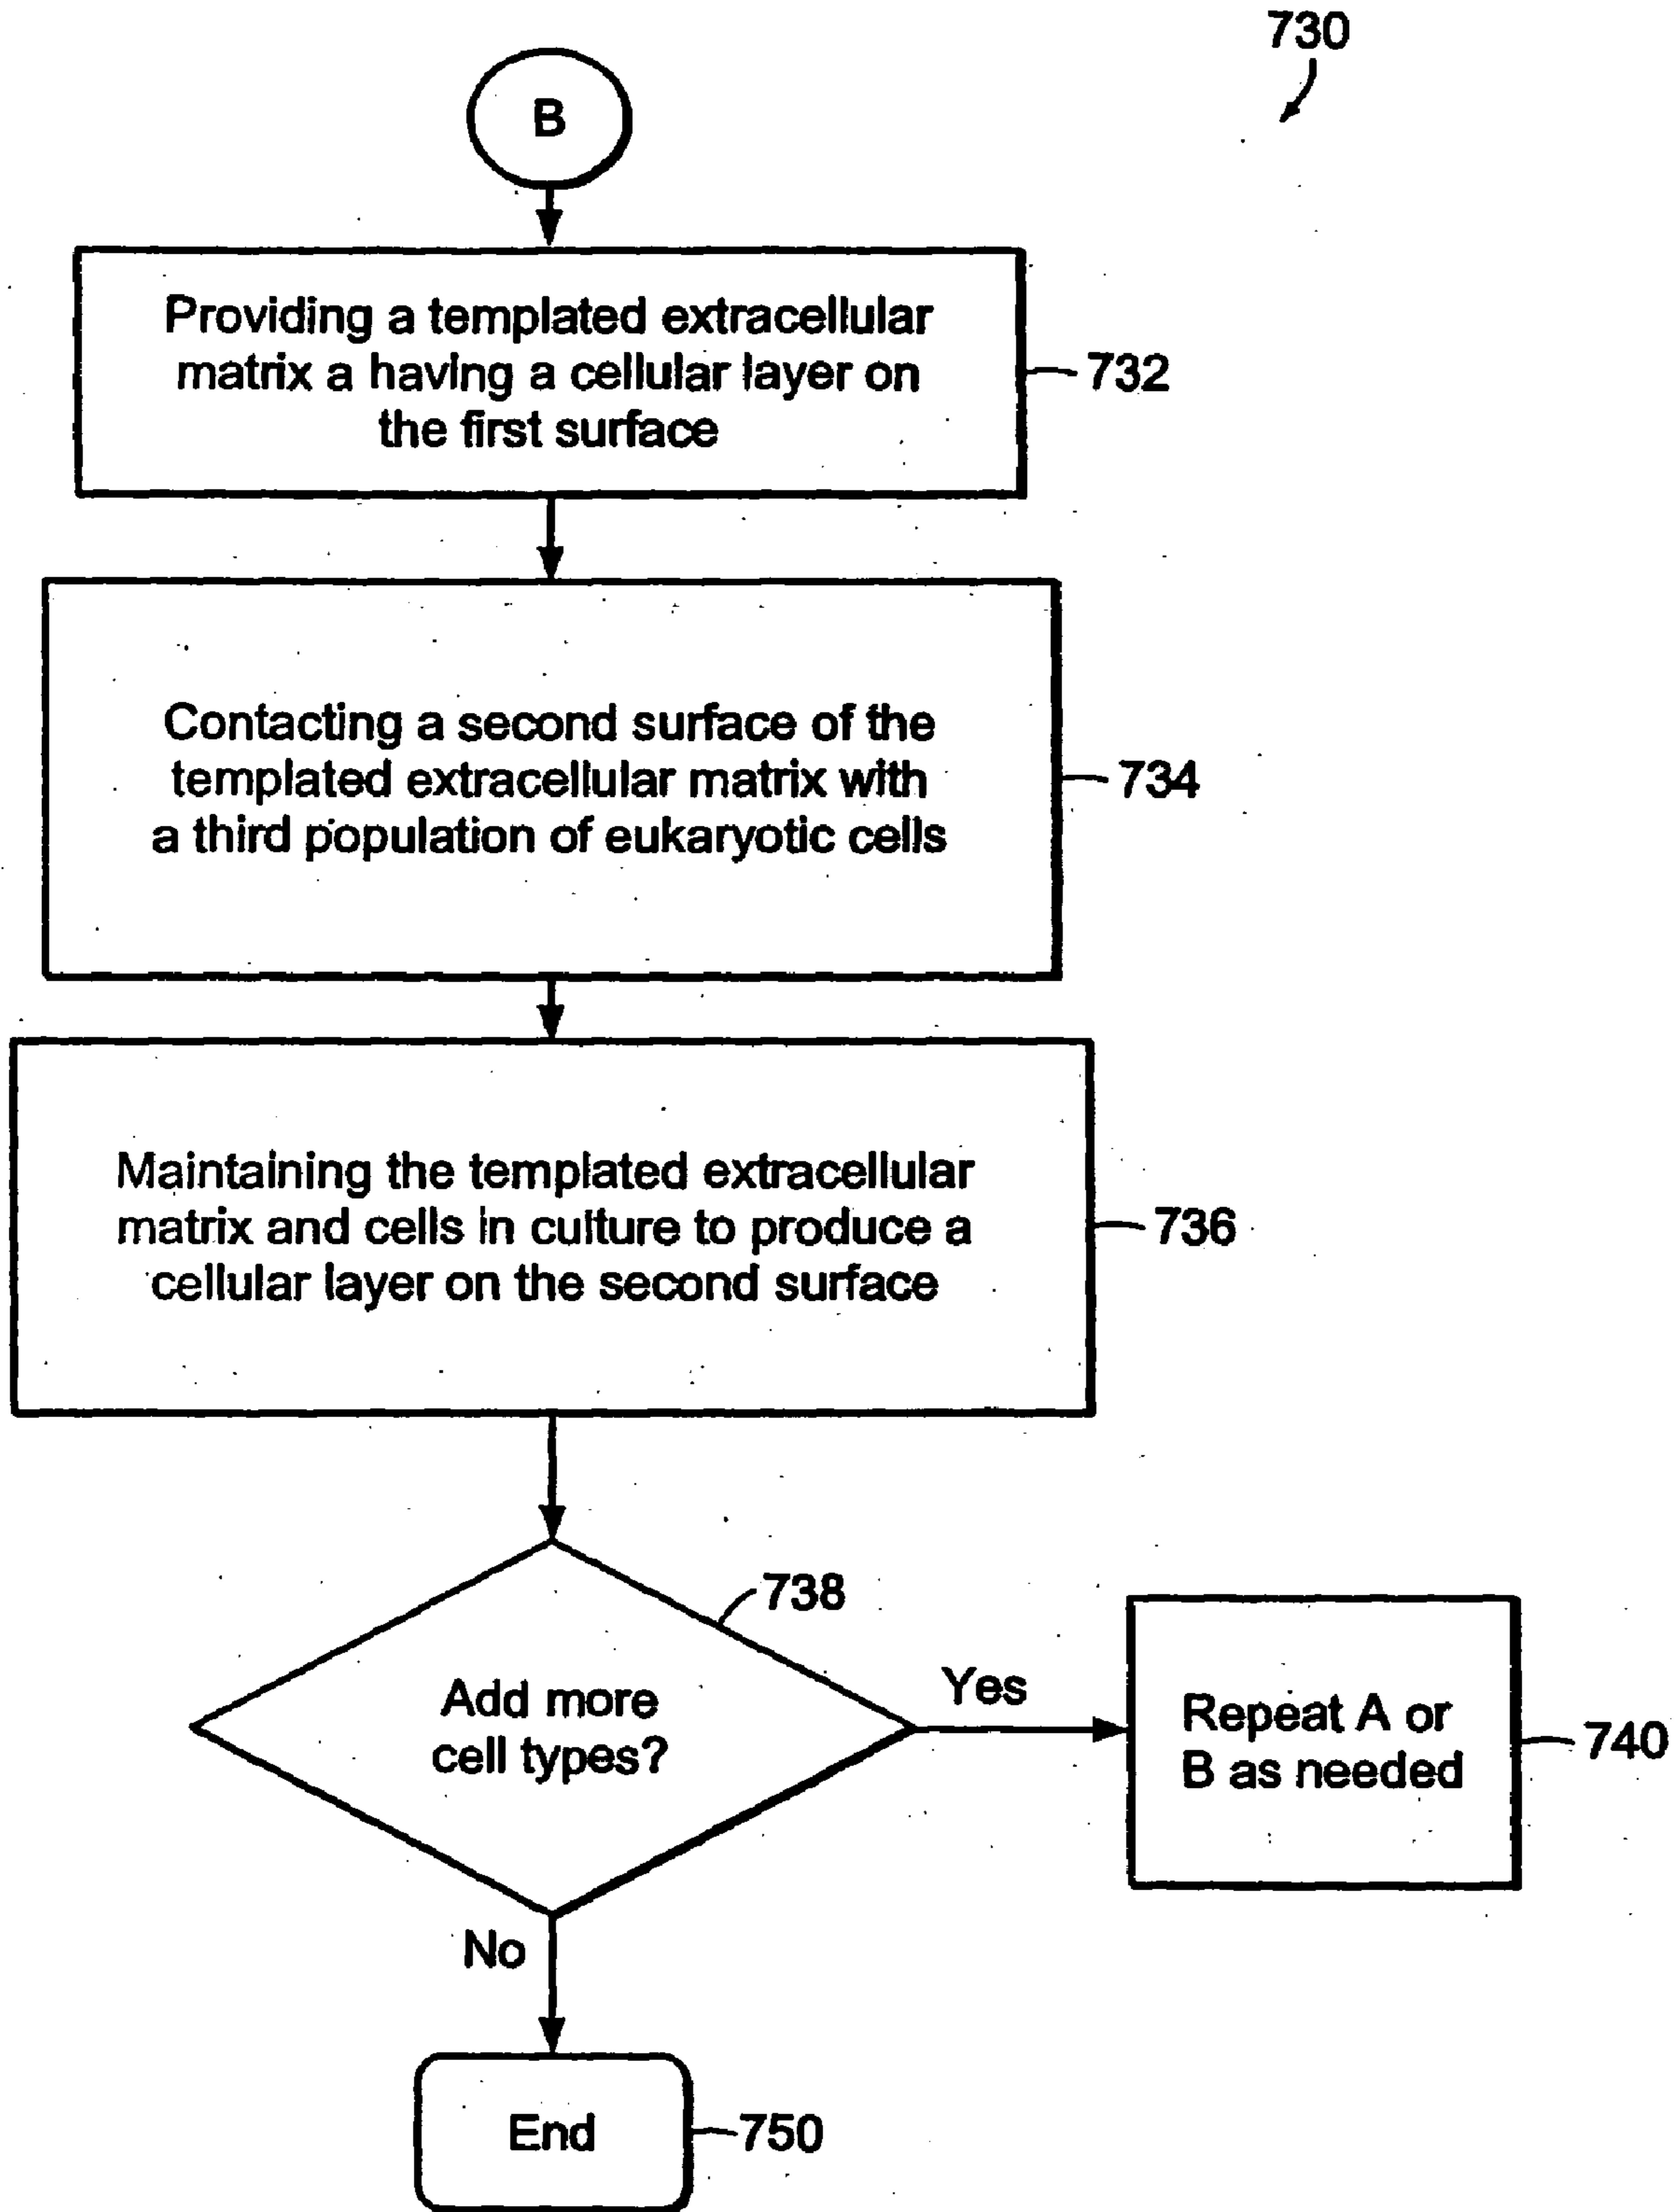 730
B
Providing a templated extracellular
matrix a having a cellular layer on
the first surface
732
Contacting a second surface of the
templated extracellular matrix with
a third population of eukaryotic cells
734
Maintaining the templated extracellular
matrix and cells in culture to produce a
cellular layer on the second surface
736
738
Add more
cell types?
Yes
Repeat A or
B as needed
740
No
End
750